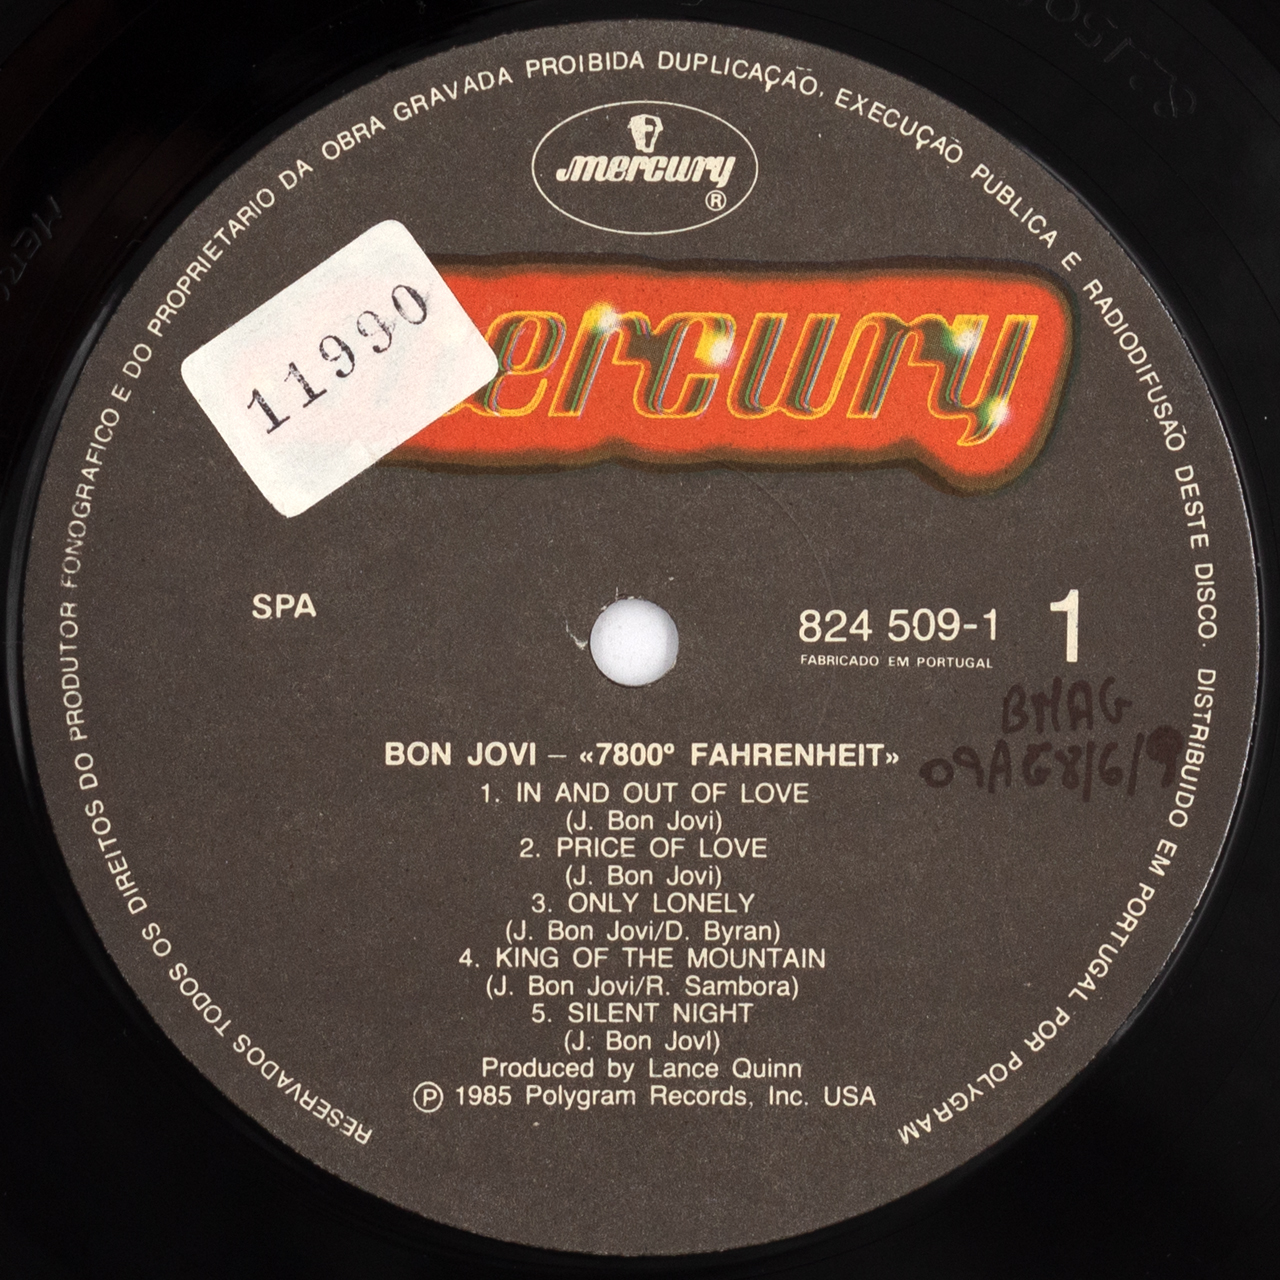 RESERVADOS TODOS OS DIREITOS DO PRODUTOR FONOGRAFICO E DO PROPRIETARIO DA OBRA GRAVADA PROIBIDA DUPLICAÇÃO, EXECUÇÃO PUBLICA E RADIODIFUSÃO DESTE DISCO. DISTRIBUIDO EM PORTUGAL POR POLYGRAM
mercury
®
11990
ercury
SPA
824 509-1 1
FABRICADO EM PORTUGAL
BMAG
BON JOVI – «7800º FAHRENHEIT»
1. IN AND OUT OF LOVE
(J. Bon Jovi)
2. PRICE OF LOVE
(J. Bon Jovi)
3. ONLY LONELY
(J. Bon Jovi/D. Byran)
4. KING OF THE MOUNTAIN
(J. Bon Jovi/R. Sambora)
5. SILENT NIGHT
(J. Bon Jovl)
Produced by Lance Quinn
Ⓟ 1985 Polygram Records, Inc. USA